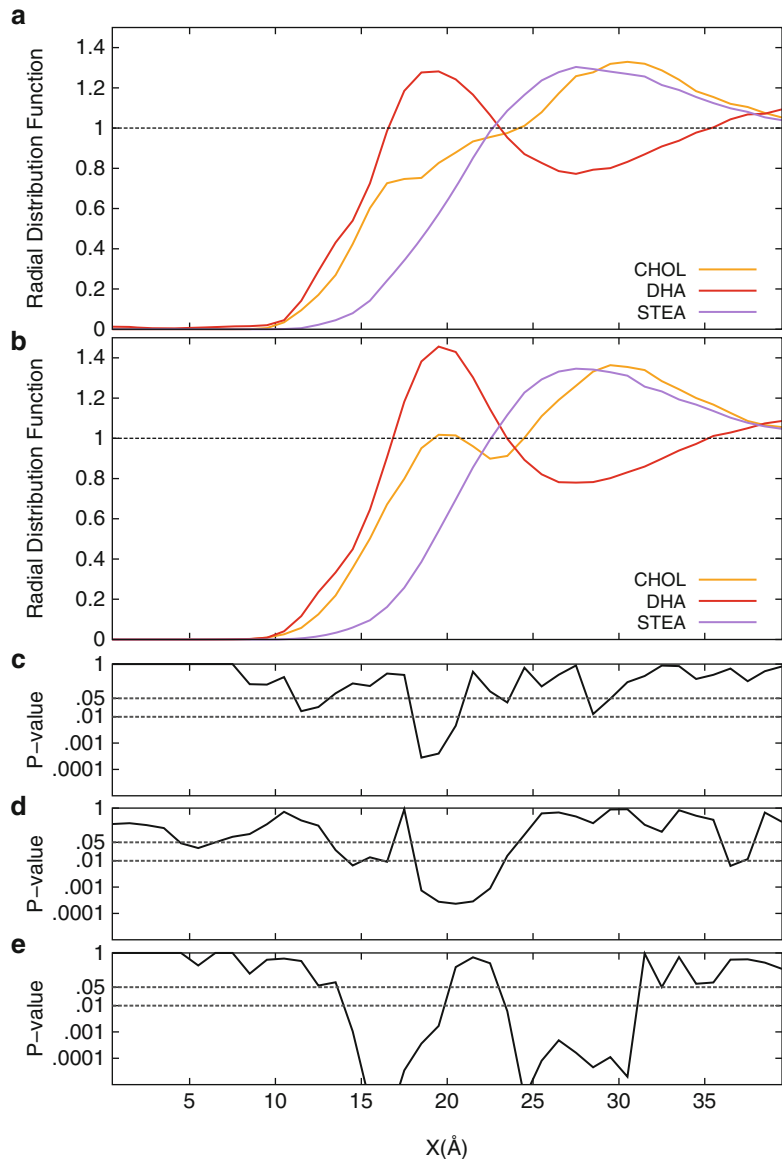 a
1.4
1.2
1
0.8
0.6
0.4
0.2
0
Radial Distribution Function
CHOL
DHA
STEA
b
1.4
1.2
1
0.8
0.6
0.4
0.2
0
Radial Distribution Function
CHOL
DHA
STEA
c
1
.05
.01
.001
.0001
P−value
d
1
.05
.01
.001
.0001
P−value
e
1
.05
.01
.001
.0001
P−value
5 10 15 20 25 30 35
X(Å)